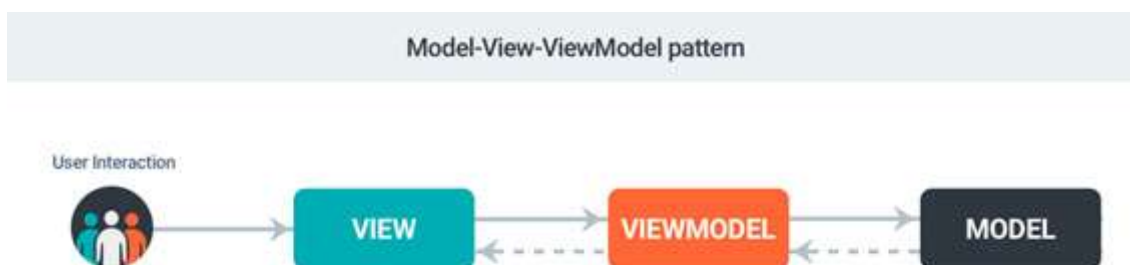 Model-View-ViewModel pattern
User Interaction
VIEW
VIEWMODEL
MODEL